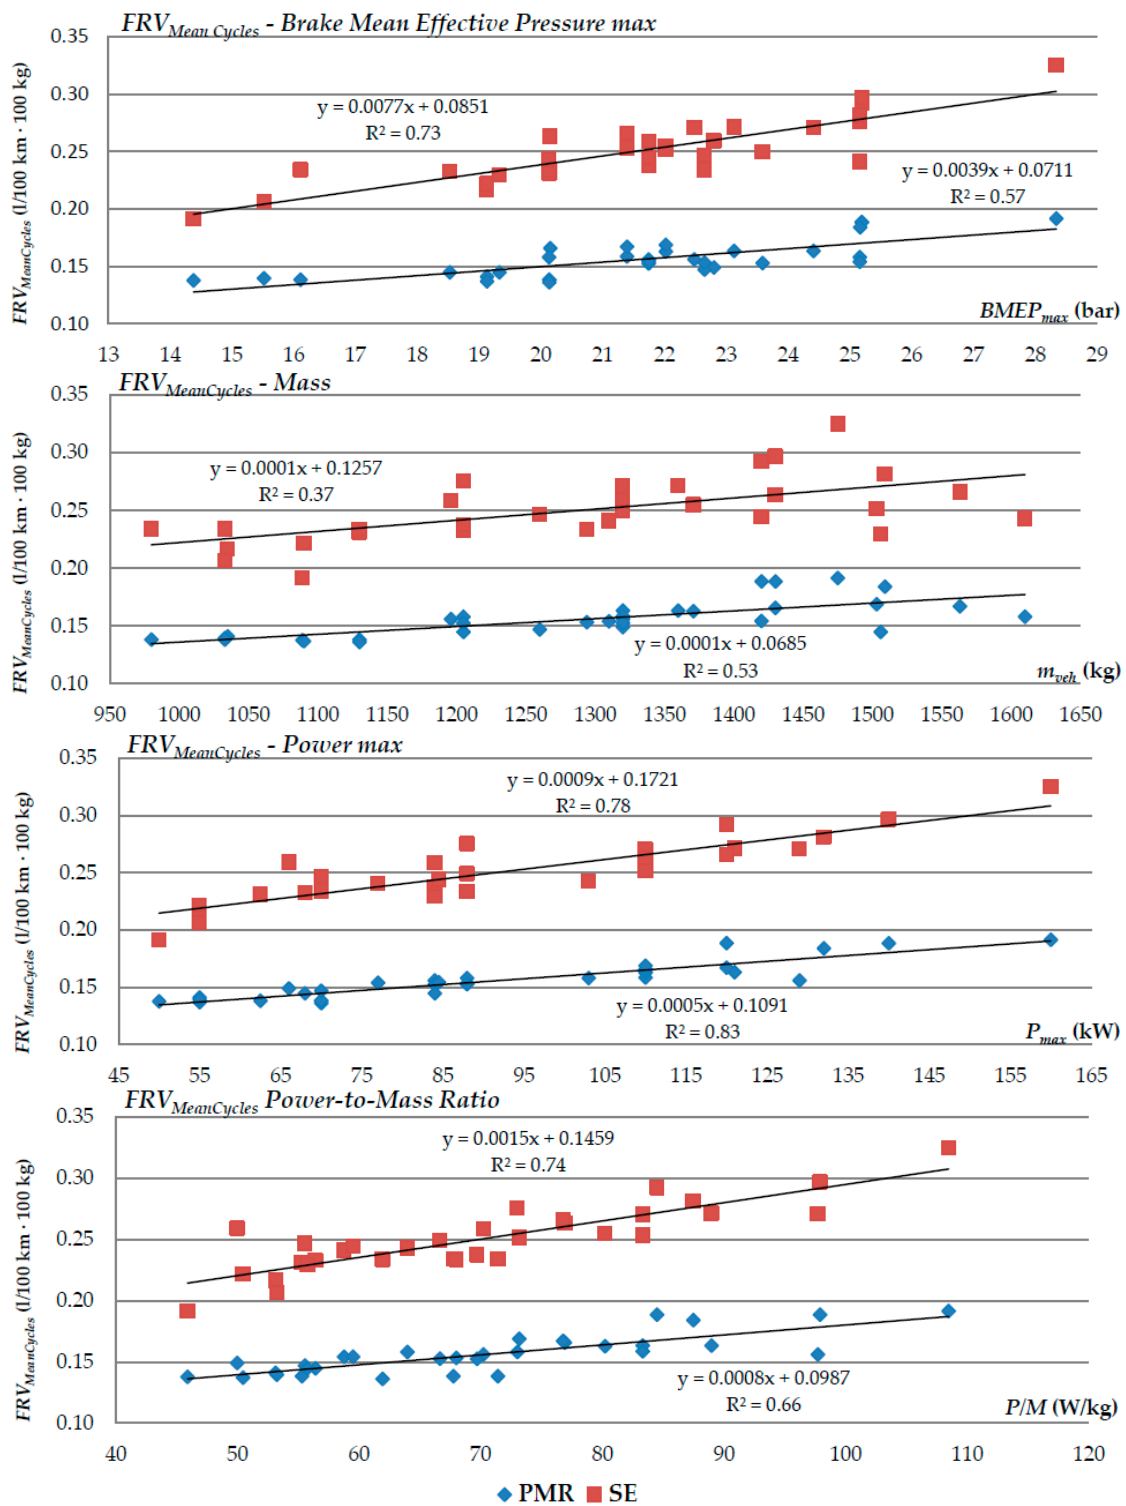 FRVMean Cycles - Brake Mean Effective Pressure max
FRVMeanCycles (l/100 km · 100 kg)
0.35
0.30
0.25
0.20
0.15
0.10
y = 0.0077x + 0.0851
R² = 0.73
y = 0.0039x + 0.0711
R² = 0.57
BMEPmax (bar)
13 14 15 16 17 18 19 20 21 22 23 24 25 26 27 28 29
FRVMeanCycles - Mass
FRVMeanCycles (l/100 km · 100 kg)
0.35
0.30
0.25
0.20
0.15
0.10
y = 0.0001x + 0.1257
R² = 0.37
y = 0.0001x + 0.0685
R² = 0.53
mveh (kg)
950 1000 1050 1100 1150 1200 1250 1300 1350 1400 1450 1500 1550 1600 1650
FRVMeanCycles - Power max
FRVMeanCycles (l/100 km · 100 kg)
0.35
0.30
0.25
0.20
0.15
0.10
y = 0.0009x + 0.1721
R² = 0.78
y = 0.0005x + 0.1091
R² = 0.83
Pmax (kW)
45 55 65 75 85 95 105 115 125 135 145 155 165
FRVMeanCycles Power-to-Mass Ratio
FRVMeanCycles (l/100 km · 100 kg)
0.35
0.30
0.25
0.20
0.15
0.10
y = 0.0015x + 0.1459
R² = 0.74
y = 0.0008x + 0.0987
R² = 0.66
P/M (W/kg)
40 50 60 70 80 90 100 110 120
PMR SE